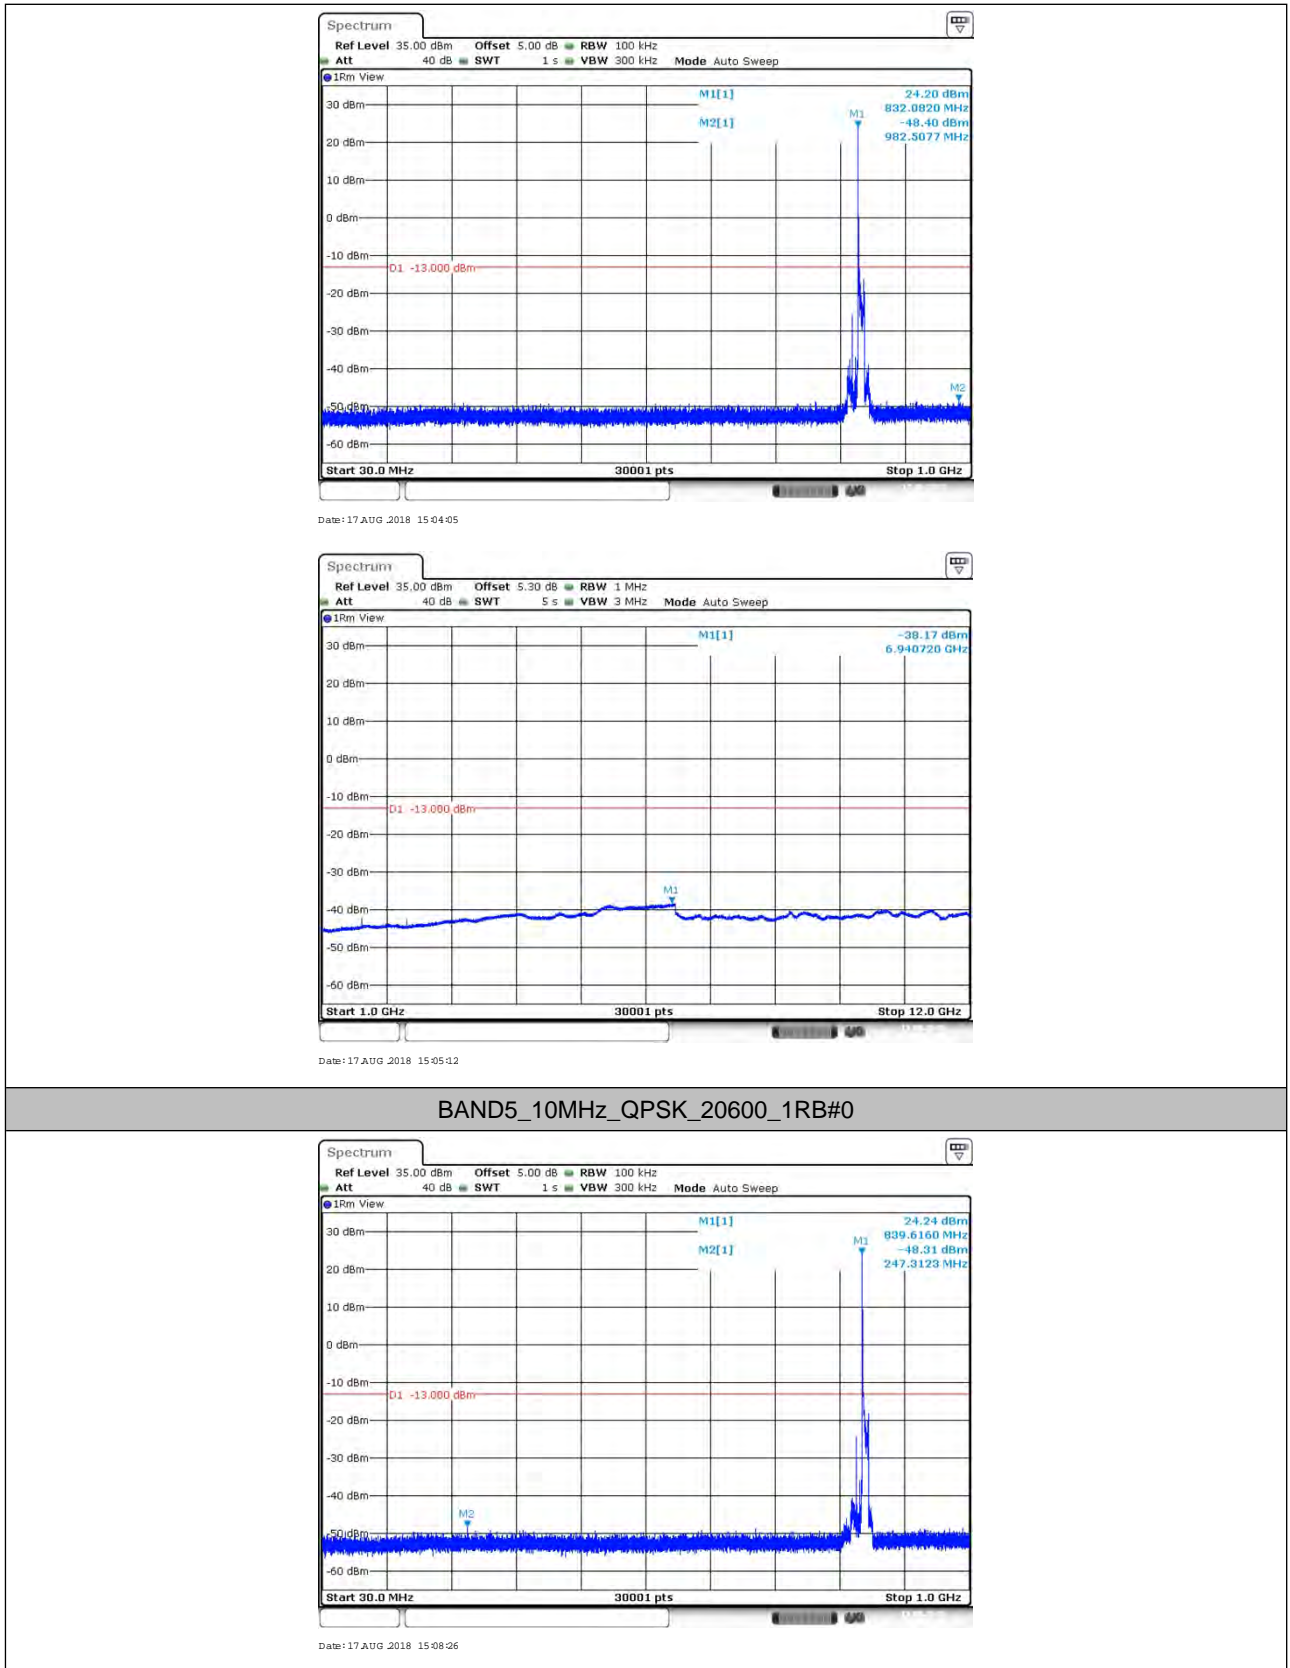 Spectrum
Ref Level 35.00 dBm Offset 5.00 dB RBW 100 kHz
Att 40 dB SWT 1 s VBW 300 kHz Mode Auto Sweep
1Rm View
M1[1] 24.20 dBm
832.0820 MHz
M2[1] -48.40 dBm
982.5077 MHz
M1
30 dBm
20 dBm
10 dBm
0 dBm
-10 dBm
D1 -13.000 dBm
-20 dBm
-30 dBm
-40 dBm
M2
-50 dBm
-60 dBm
Start 30.0 MHz 30001 pts Stop 1.0 GHz
Date: 17.AUG.2018 15:04:05
Spectrum
Ref Level 35.00 dBm Offset 5.30 dB RBW 1 MHz
Att 40 dB SWT 5 s VBW 3 MHz Mode Auto Sweep
1Rm View
M1[1] -38.17 dBm
6.940720 GHz
30 dBm
20 dBm
10 dBm
0 dBm
-10 dBm
D1 -13.000 dBm
-20 dBm
-30 dBm
M1
-40 dBm
-50 dBm
-60 dBm
Start 1.0 GHz 30001 pts Stop 12.0 GHz
Date: 17.AUG.2018 15:05:12
BAND5_10MHz_QPSK_20600_1RB#0
Spectrum
Ref Level 35.00 dBm Offset 5.00 dB RBW 100 kHz
Att 40 dB SWT 1 s VBW 300 kHz Mode Auto Sweep
1Rm View
M1[1] 24.24 dBm
839.6160 MHz
M2[1] -48.31 dBm
247.3123 MHz
M1
30 dBm
20 dBm
10 dBm
0 dBm
-10 dBm
D1 -13.000 dBm
-20 dBm
-30 dBm
-40 dBm
M2
-50 dBm
-60 dBm
Start 30.0 MHz 30001 pts Stop 1.0 GHz
Date: 17.AUG.2018 15:08:26